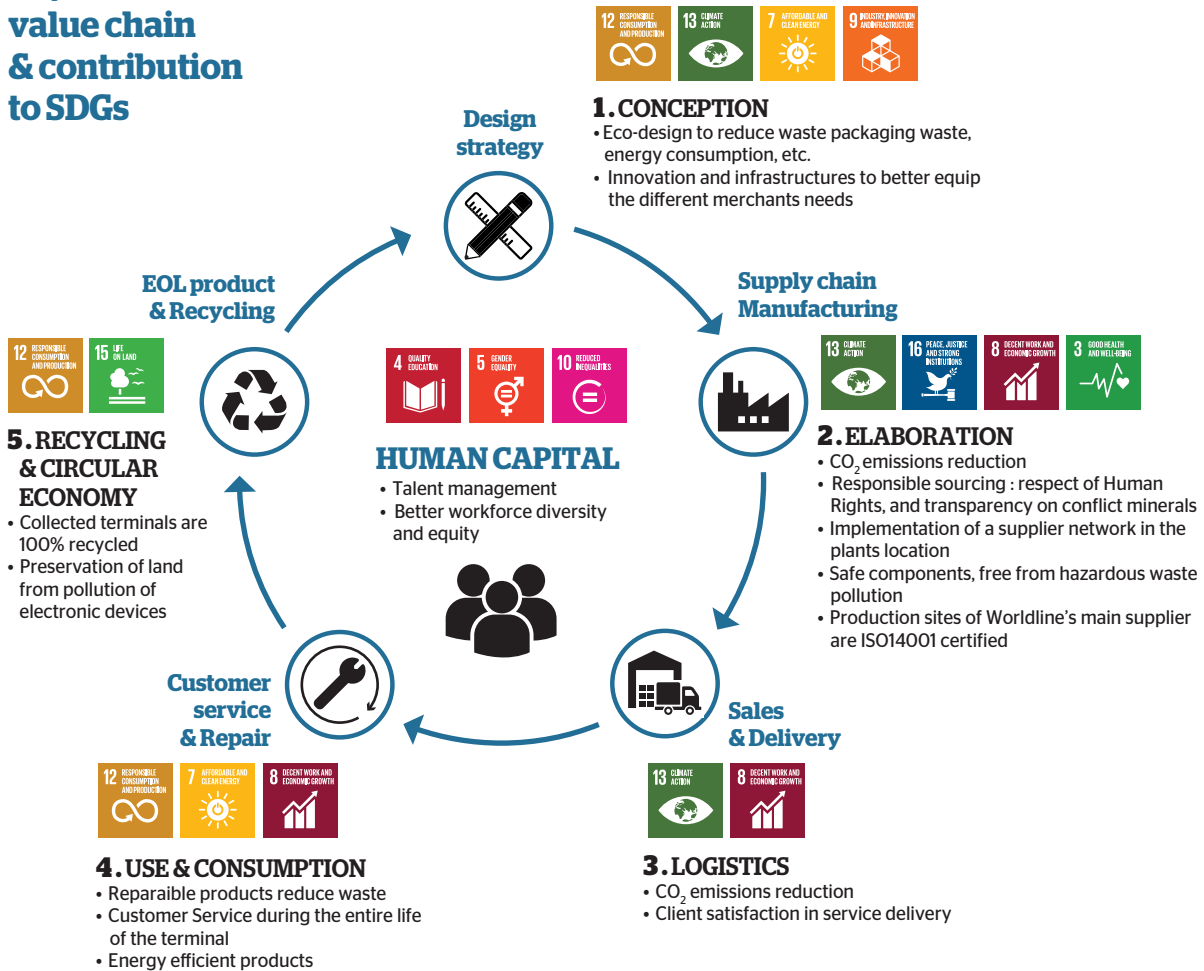 value chain
& contribution
to SDGs
12 RESPONSIBLE
CONSUMPTION
AND PRODUCTION
13 CLIMATE
ACTION
7 AFFORDABLE AND
CLEAN ENERGY
9 INDUSTRY, INNOVATION
AND INFRASTRUCTURE
1. CONCEPTION
• Eco-design to reduce waste packaging waste,
energy consumption, etc.
• Innovation and infrastructures to better equip
the different merchants needs
Design
strategy
EOL product
& Recycling
Supply chain
Manufacturing
12 RESPONSIBLE
CONSUMPTION
AND PRODUCTION
15 LIFE
ON LAND
4 QUALITY
EDUCATION
5 GENDER
EQUALITY
10 REDUCED
INEQUALITIES
13 CLIMATE
ACTION
16 PEACE, JUSTICE
AND STRONG
INSTITUTIONS
8 DECENT WORK AND
ECONOMIC GROWTH
3 GOOD HEALTH
AND WELL-BEING
5. RECYCLING
& CIRCULAR
ECONOMY
• Collected terminals are
100% recycled
• Preservation of land
from pollution of
electronic devices
HUMAN CAPITAL
• Talent management
• Better workforce diversity
and equity
2. ELABORATION
• CO₂ emissions reduction
• Responsible sourcing : respect of Human
Rights, and transparency on conflict minerals
• Implementation of a supplier network in the
plants location
• Safe components, free from hazardous waste
pollution
• Production sites of Worldline's main supplier
are ISO14001 certified
Customer
service
& Repair
Sales
& Delivery
12 RESPONSIBLE
CONSUMPTION
AND PRODUCTION
7 AFFORDABLE AND
CLEAN ENERGY
8 DECENT WORK AND
ECONOMIC GROWTH
13 CLIMATE
ACTION
8 DECENT WORK AND
ECONOMIC GROWTH
4. USE & CONSUMPTION
• Reparaible products reduce waste
• Customer Service during the entire life
of the terminal
• Energy efficient products
3. LOGISTICS
• CO₂ emissions reduction
• Client satisfaction in service delivery